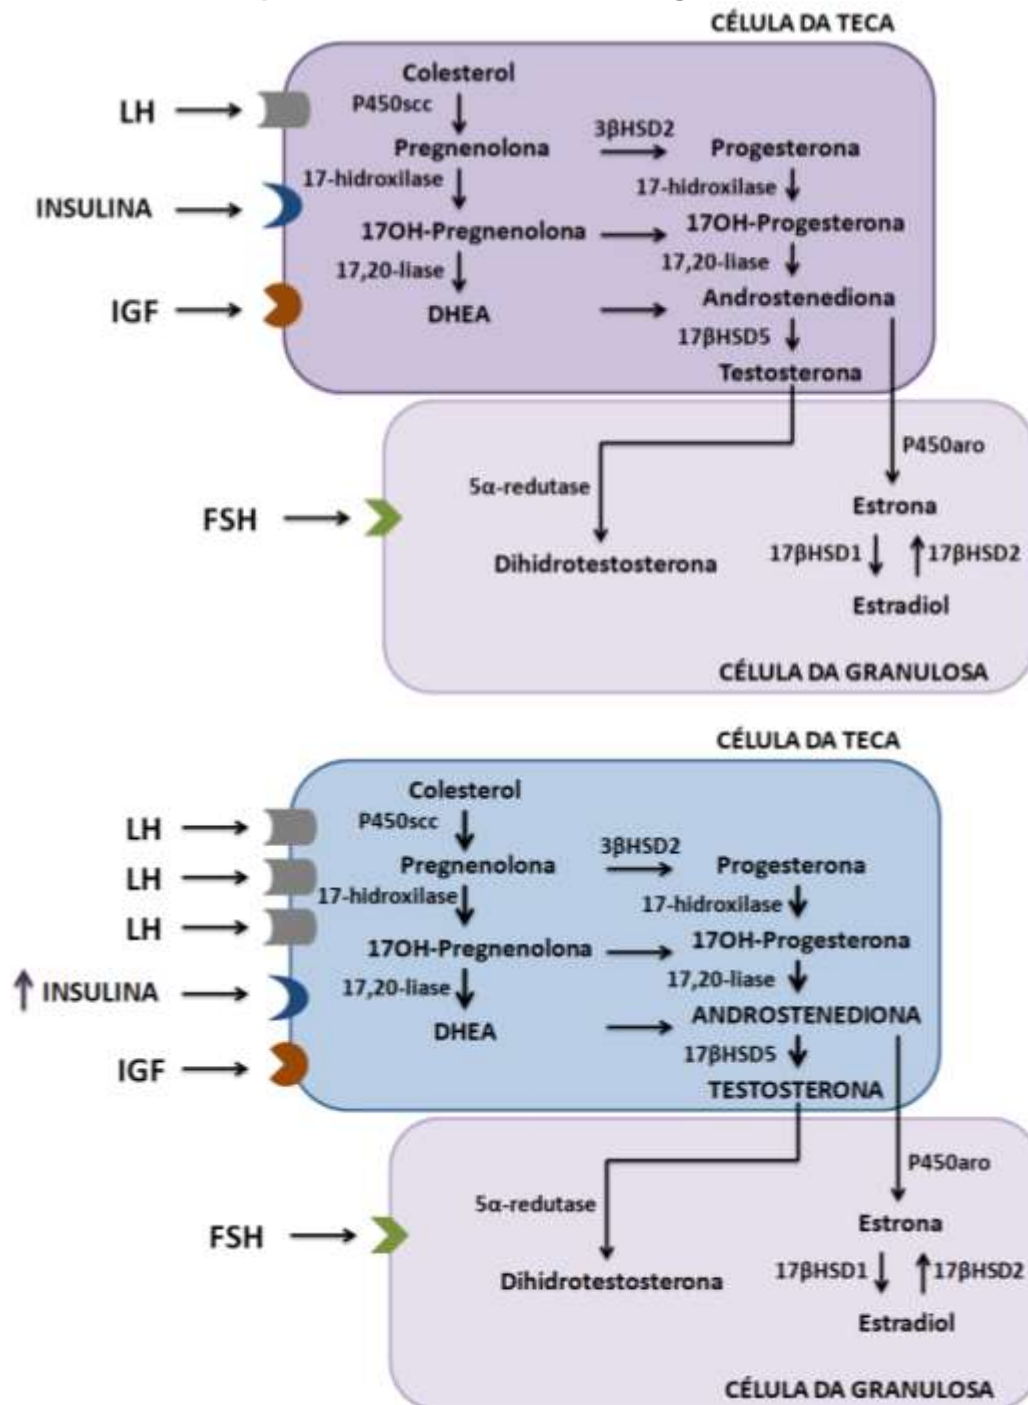 CÉLULA DA TECA
Colesterol
LH
P450scc
3βHSD2
Pregnenolona
Progesterona
17-hidroxilase
17-hidroxilase
INSULINA
17OH-Pregnenolona
17OH-Progesterona
17,20-liase
17,20-liase
IGF
DHEA
Androstenediona
17βHSD5
Testosterona
P450aro
5α-redutase
Estrona
FSH
17βHSD1
17βHSD2
Dihidrotestosterona
Estradiol
CÉLULA DA GRANULOSA
CÉLULA DA TECA
Colesterol
LH
P450scc
3βHSD2
Pregnenolona
Progesterona
LH
17-hidroxilase
17-hidroxilase
LH
17OH-Pregnenolona
17OH-Progesterona
INSULINA
17,20-liase
17,20-liase
DHEA
ANDROSTENEDIONA
IGF
17βHSD5
TESTOSTERONA
P450aro
5α-redutase
Estrona
FSH
17βHSD1
17βHSD2
Dihidrotestosterona
Estradiol
CÉLULA DA GRANULOSA